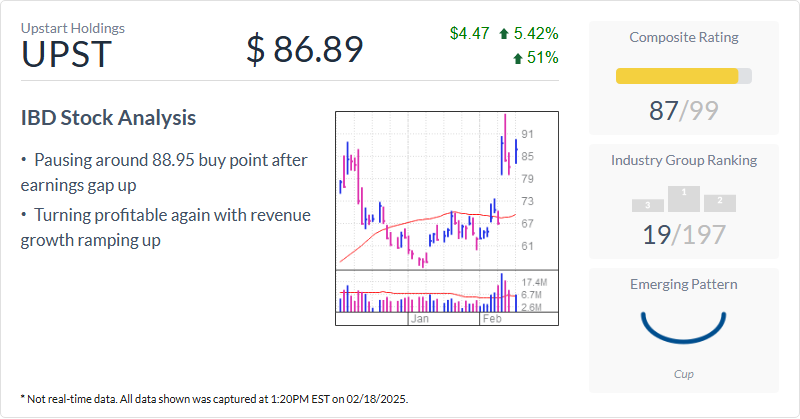 Upstart Holdings
UPST
$ 86.89
$4.47 5.42%
51%
IBD Stock Analysis
• Pausing around 88.95 buy point after
earnings gap up
• Turning profitable again with revenue
growth ramping up
91
85
79
73
67
61
17.4M
6.7M
2.6M
Jan
Feb
Composite Rating
87/99
Industry Group Ranking
3
1
2
19/197
Emerging Pattern
Cup
* Not real-time data. All data shown was captured at 1:20PM EST on 02/18/2025.